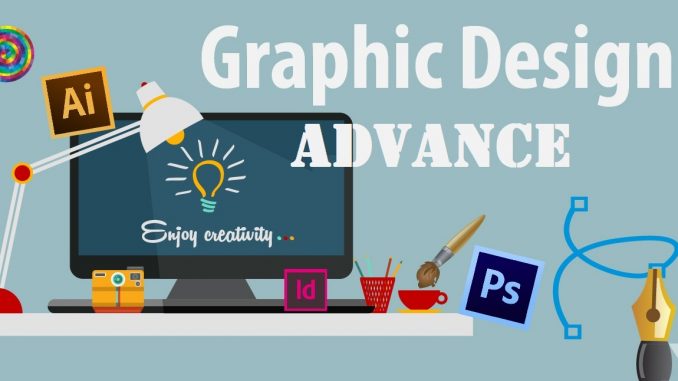 Graphic Design
ADVANCE
Ai
Enjoy creativity...
Id
Ps